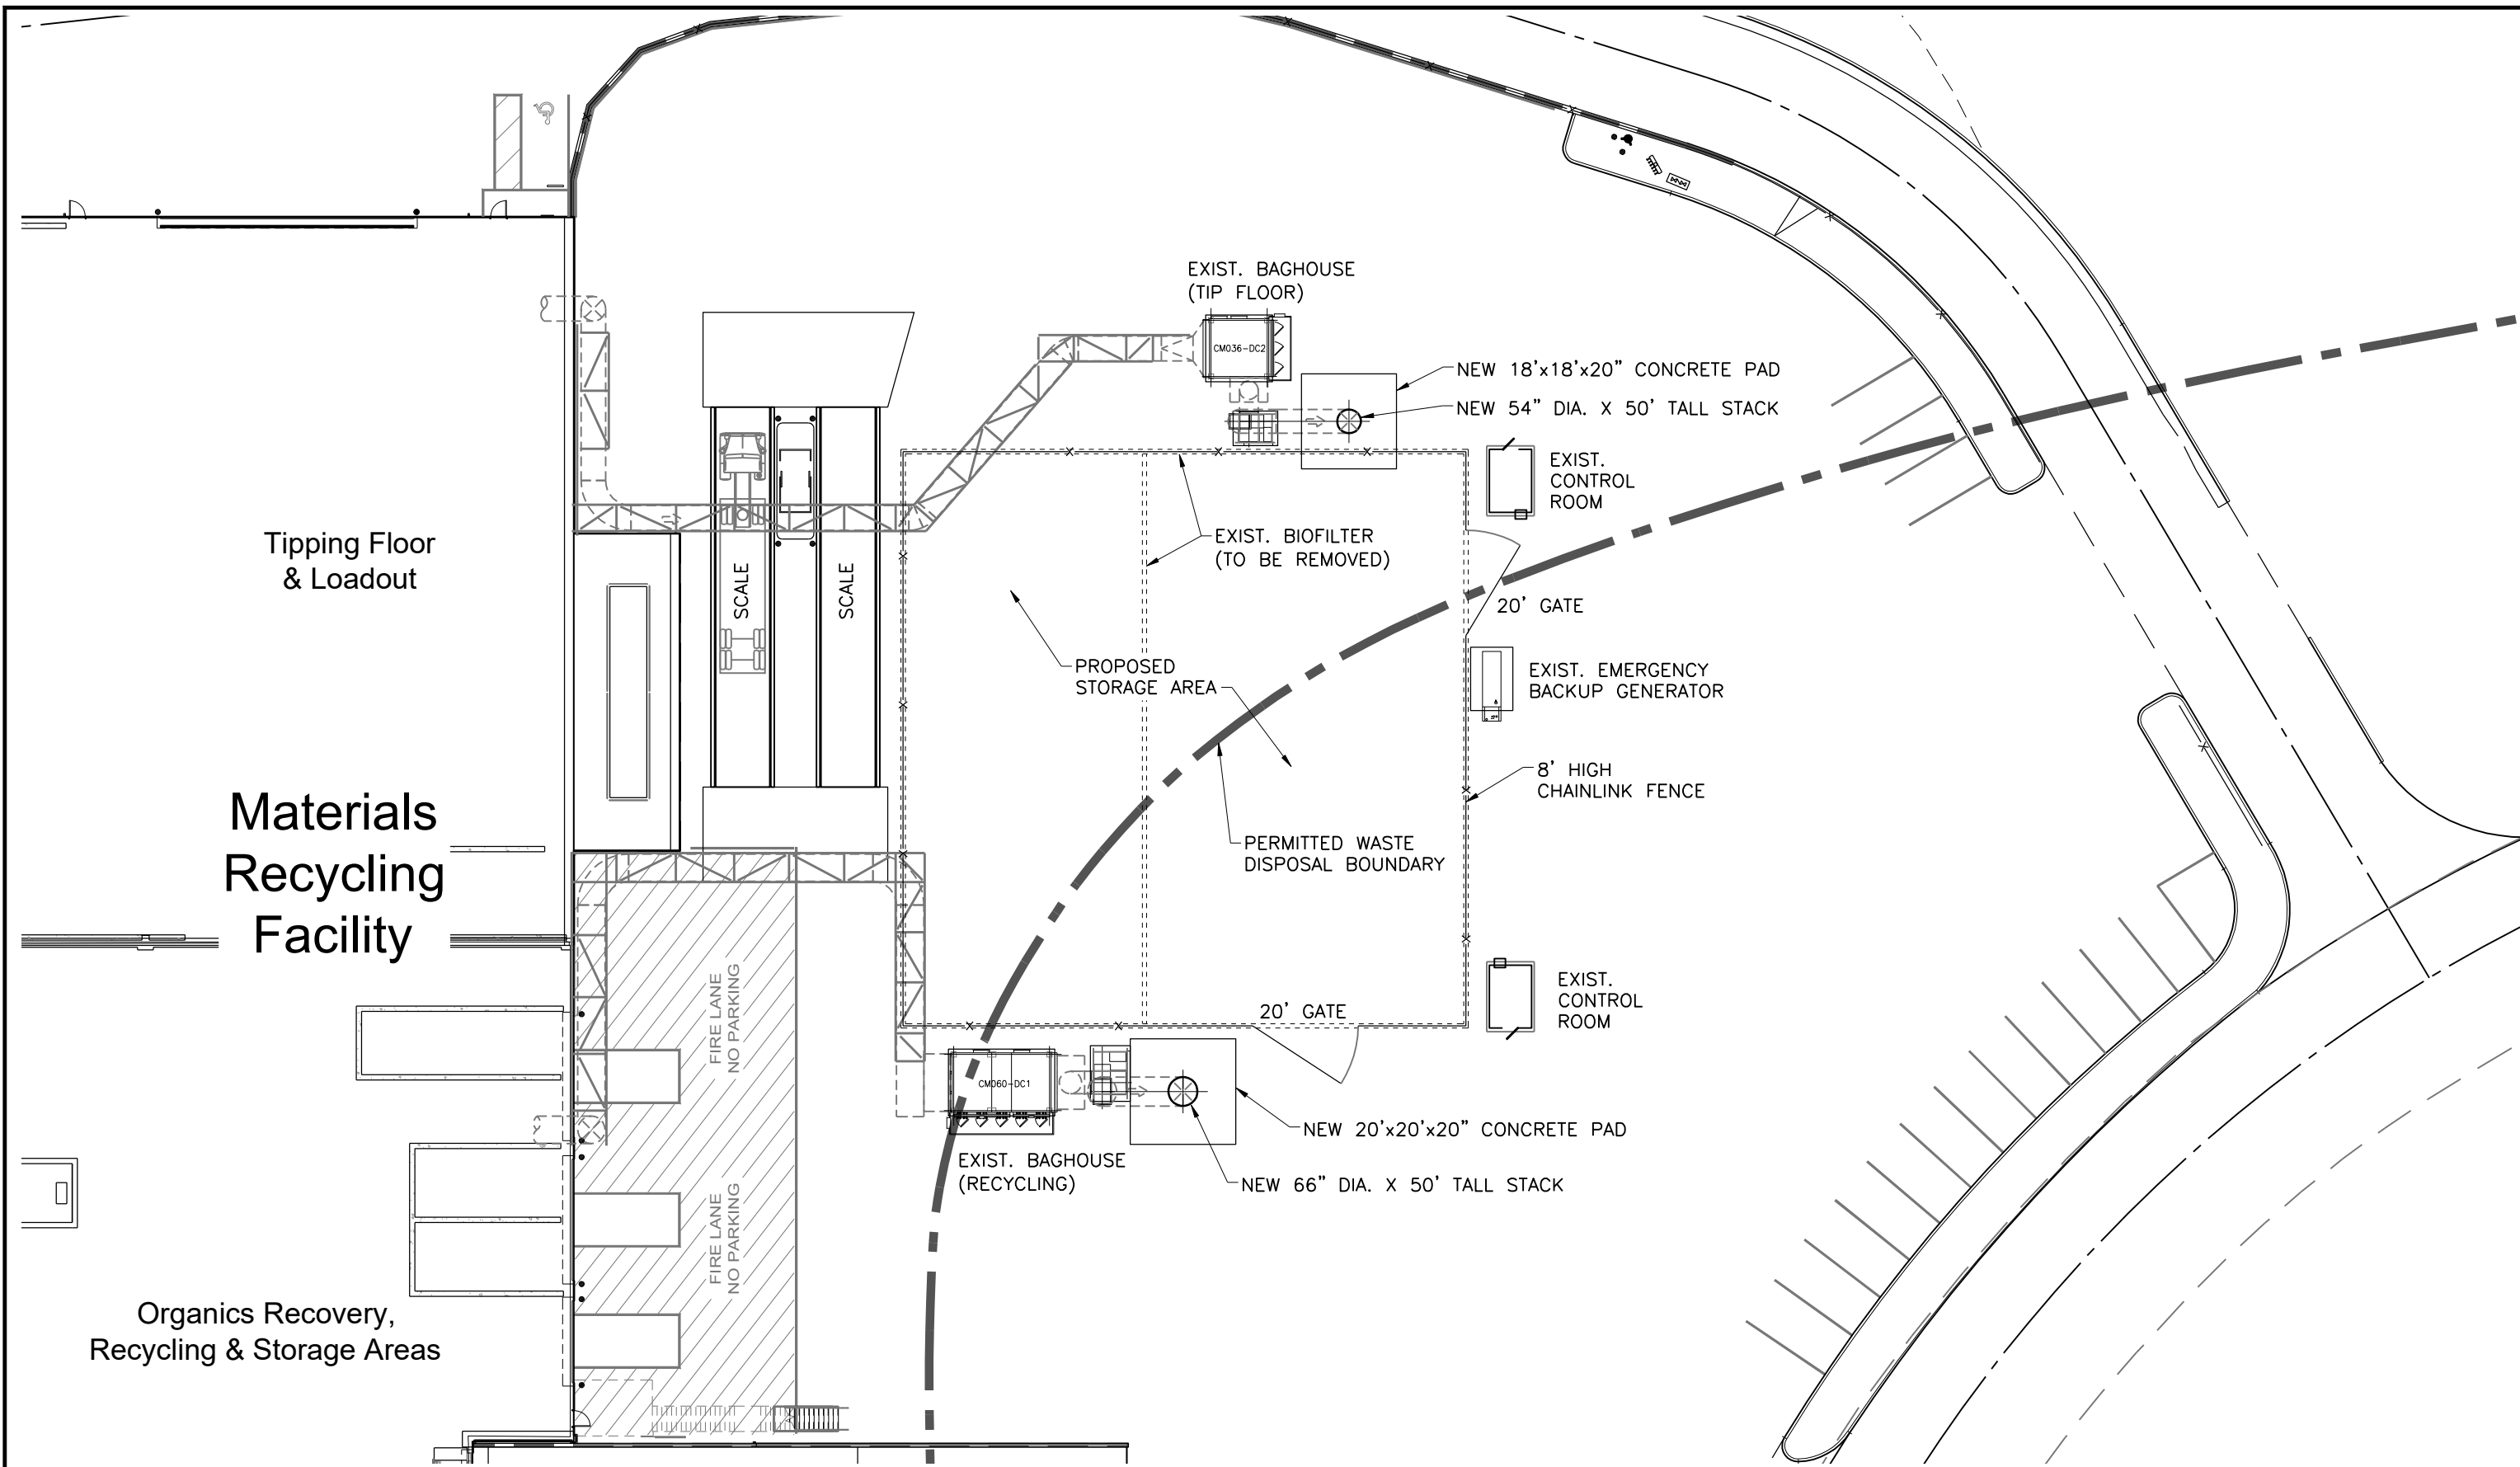 EXIST. BAGHOUSE
(TIP FLOOR)
CM036-DC2
NEW 18'x18'x20" CONCRETE PAD
NEW 54" DIA. X 50' TALL STACK
EXIST.
CONTROL
ROOM
EXIST. BIOFILTER
(TO BE REMOVED)
Tipping Floor
& Loadout
SCALE
SCALE
20' GATE
PROPOSED
STORAGE AREA
EXIST. EMERGENCY
BACKUP GENERATOR
8' HIGH
CHAINLINK FENCE
Materials
Recycling
Facility
PERMITTED WASTE
DISPOSAL BOUNDARY
FIRE LANE
NO PARKING
EXIST.
CONTROL
ROOM
20' GATE
CM060-DC1
NEW 20'x20'x20" CONCRETE PAD
EXIST. BAGHOUSE
(RECYCLING)
NEW 66" DIA. X 50' TALL STACK
FIRE LANE
NO PARKING
Organics Recovery,
Recycling & Storage Areas